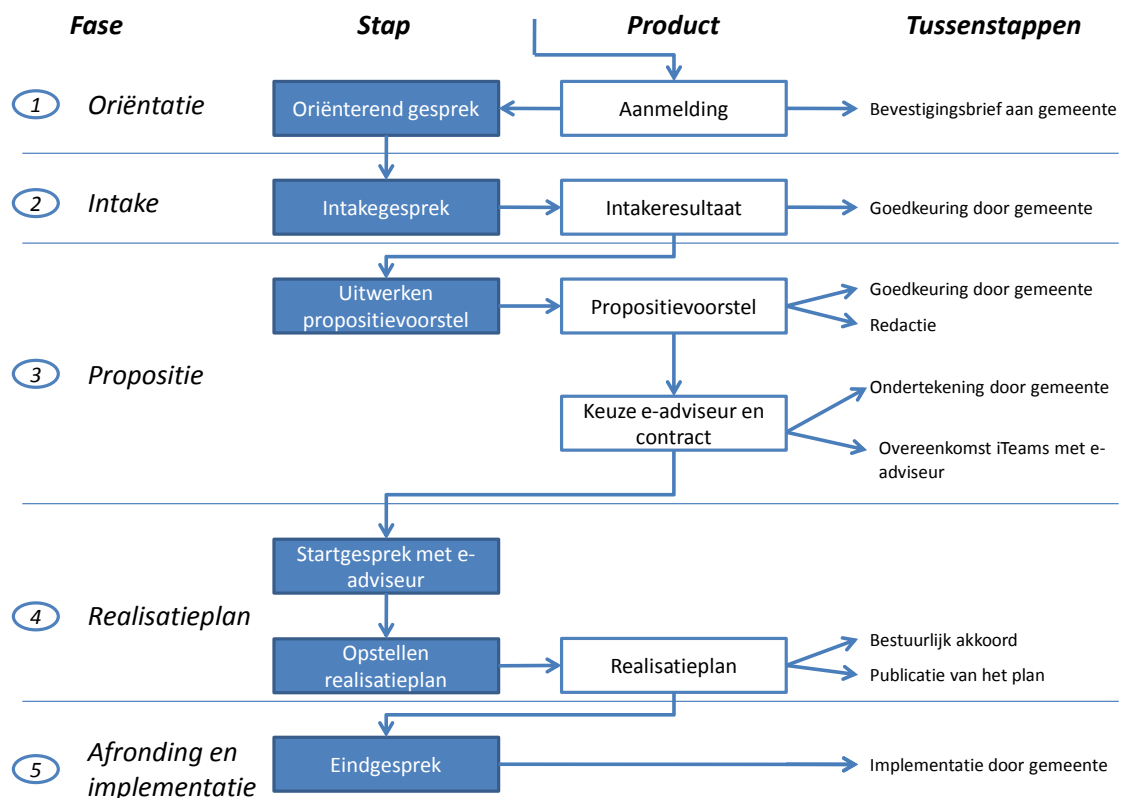 Fase Stap Product Tussenstappen
1 Oriëntatie
Oriënterend gesprek
Aanmelding
Bevestigingsbrief aan gemeente
2 Intake
Intakegesprek
Intakeresultaat
Goedkeuring door gemeente
3 Propositie
Uitwerken
propositievoorstel
Propositievoorstel
Goedkeuring door gemeente
Redactie
Keuze e-adviseur en
contract
Ondertekening door gemeente
Overeenkomst iTeams met e-
adviseur
4 Realisatieplan
Startgesprek met e-
adviseur
Opstellen
realisatieplan
Realisatieplan
Bestuurlijk akkoord
Publicatie van het plan
5 Afronding en
implementatie
Eindgesprek
Implementatie door gemeente